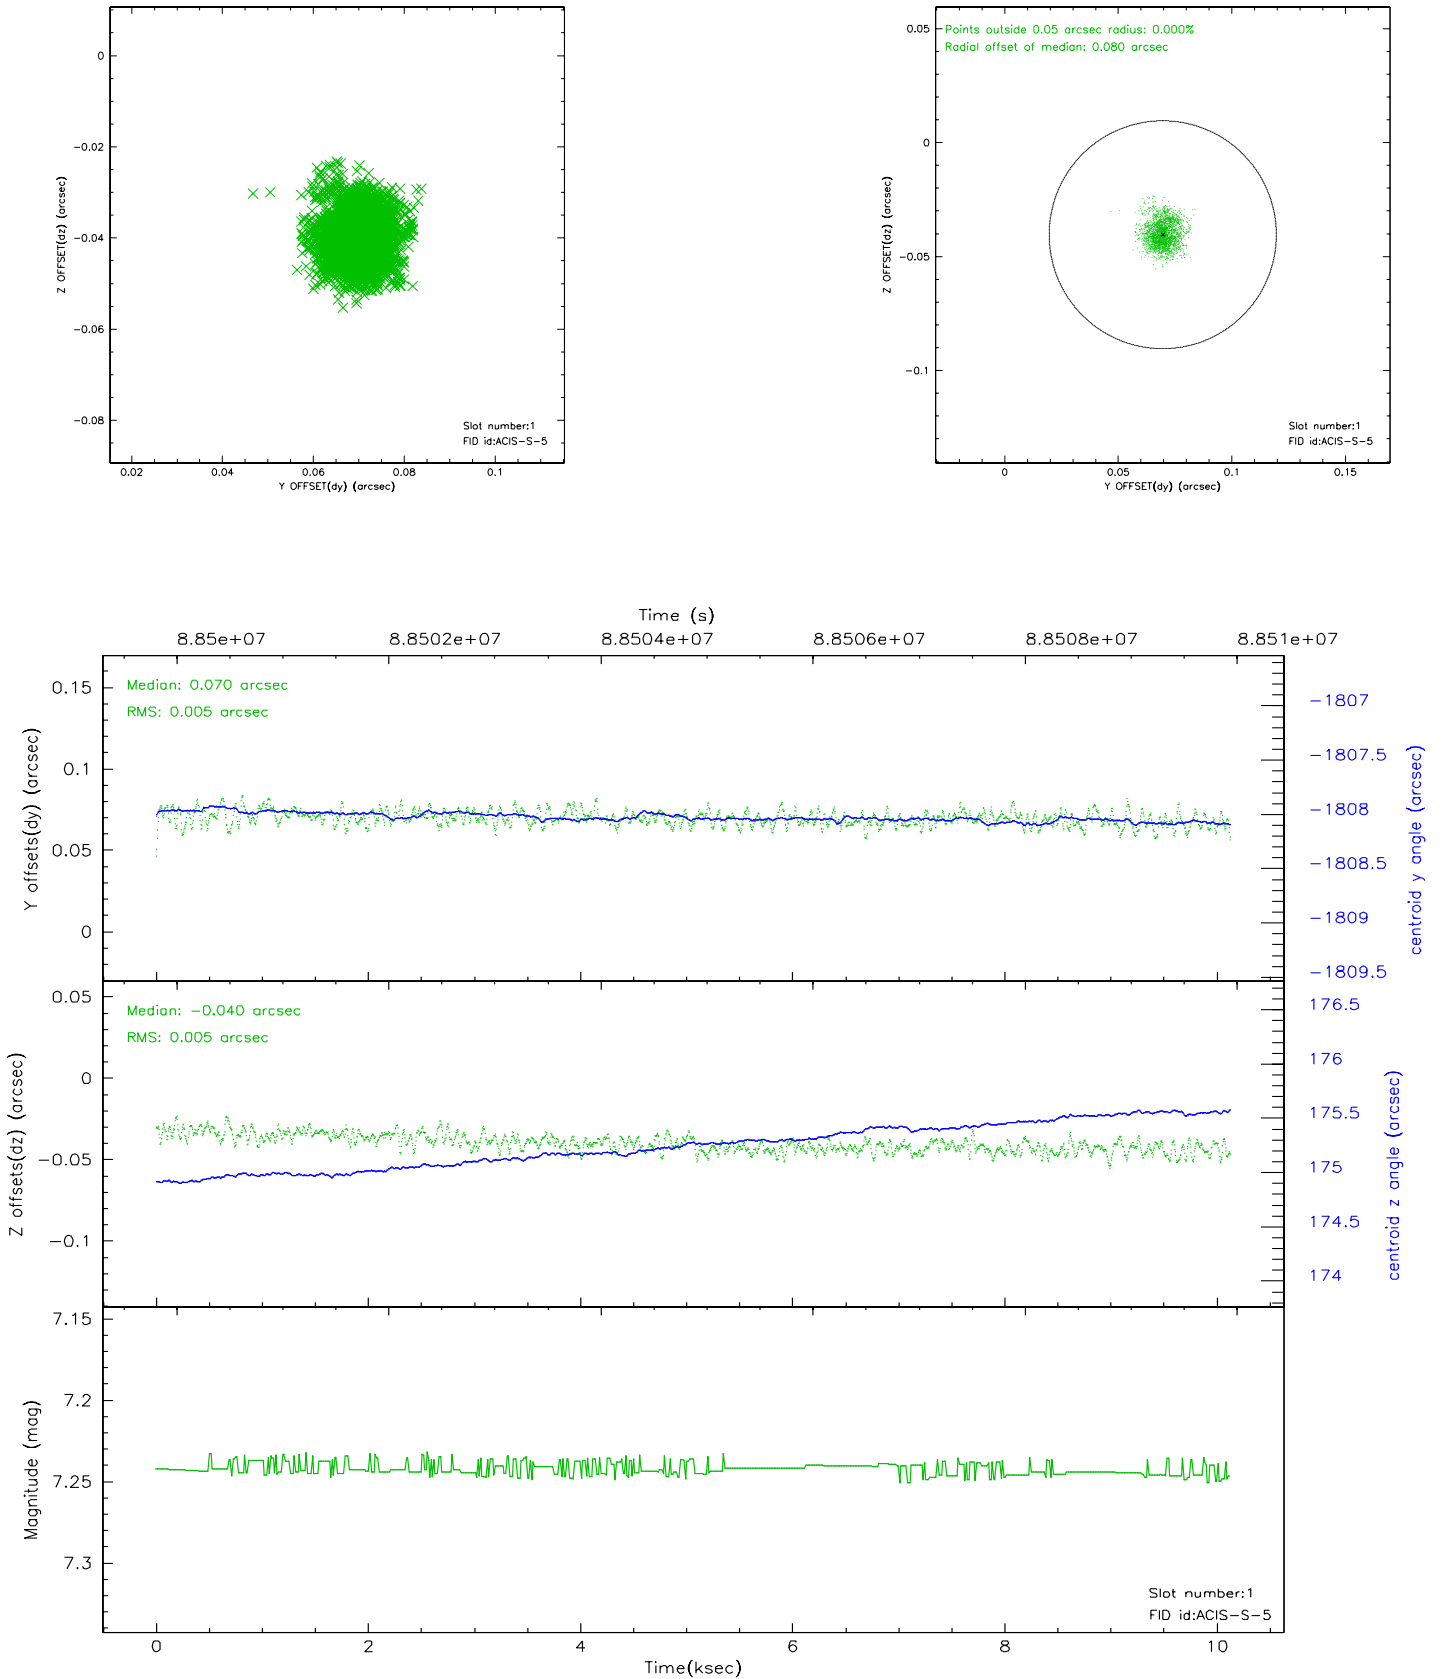 0
−0.02
−0.04
−0.06
−0.08
Z OFFSET(dz) (arcsec)
Slot number:1
FID id:ACIS−S−5
0.02 0.04 0.06 0.08 0.1
Y OFFSET(dy) (arcsec)
Points outside 0.05 arcsec radius: 0.000%
Radial offset of median: 0.080 arcsec
0.05
0
−0.05
−0.1
Z OFFSET(dz) (arcsec)
Slot number:1
FID id:ACIS−S−5
0 0.05 0.1 0.15
Y OFFSET(dy) (arcsec)
Time (s)
8.85e+07 8.8502e+07 8.8504e+07 8.8506e+07 8.8508e+07 8.851e+07
Median: 0.070 arcsec
RMS: 0.005 arcsec
0.15
0.1
0.05
0
Y offsets(dy) (arcsec)
−1807
−1807.5
−1808
−1808.5
−1809
−1809.5
centroid y angle (arcsec)
Median: −0.040 arcsec
RMS: 0.005 arcsec
0.05
0
−0.05
−0.1
Z offsets(dz) (arcsec)
176.5
176
175.5
175
174.5
174
centroid z angle (arcsec)
7.15
7.2
7.25
7.3
Magnitude (mag)
Slot number:1
FID id:ACIS−S−5
0 2 4 6 8 10
Time(ksec)